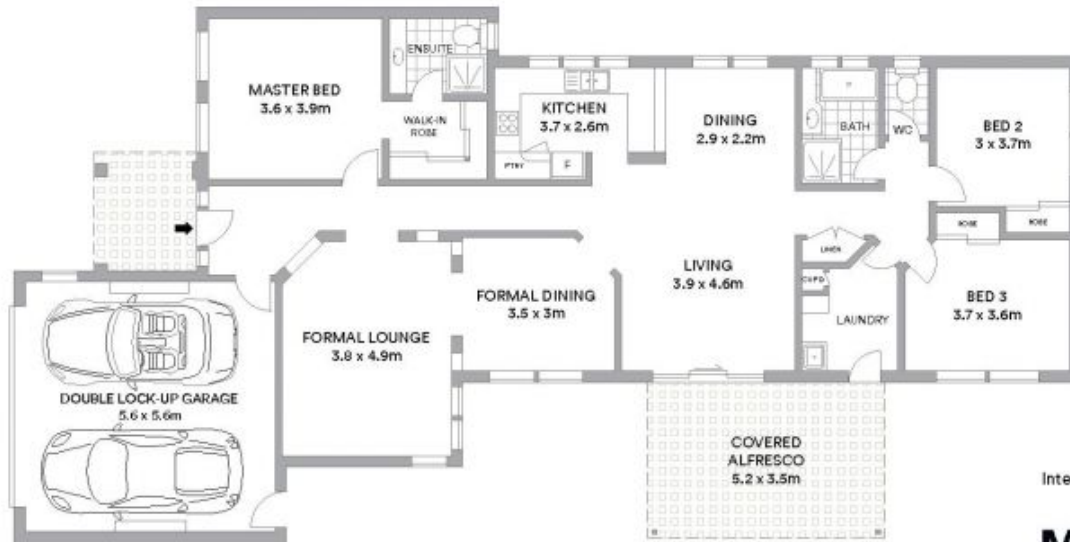 ENSUITE
MASTER BED
3.6 x 3.9m
WALK-IN
ROBE
KITCHEN
3.7 x 2.6m
PTRY
F
DINING
2.9 x 2.2m
BATH
WC
BED 2
3 x 3.7m
ROBE
ROBE
LINEN
CUP'D
LIVING
3.9 x 4.6m
FORMAL DINING
3.5 x 3m
FORMAL LOUNGE
3.8 x 4.9m
LAUNDRY
BED 3
3.7 x 3.6m
DOUBLE LOCK-UP GARAGE
5.6 x 5.6m
COVERED
ALFRESCO
5.2 x 3.5m
Inte
M